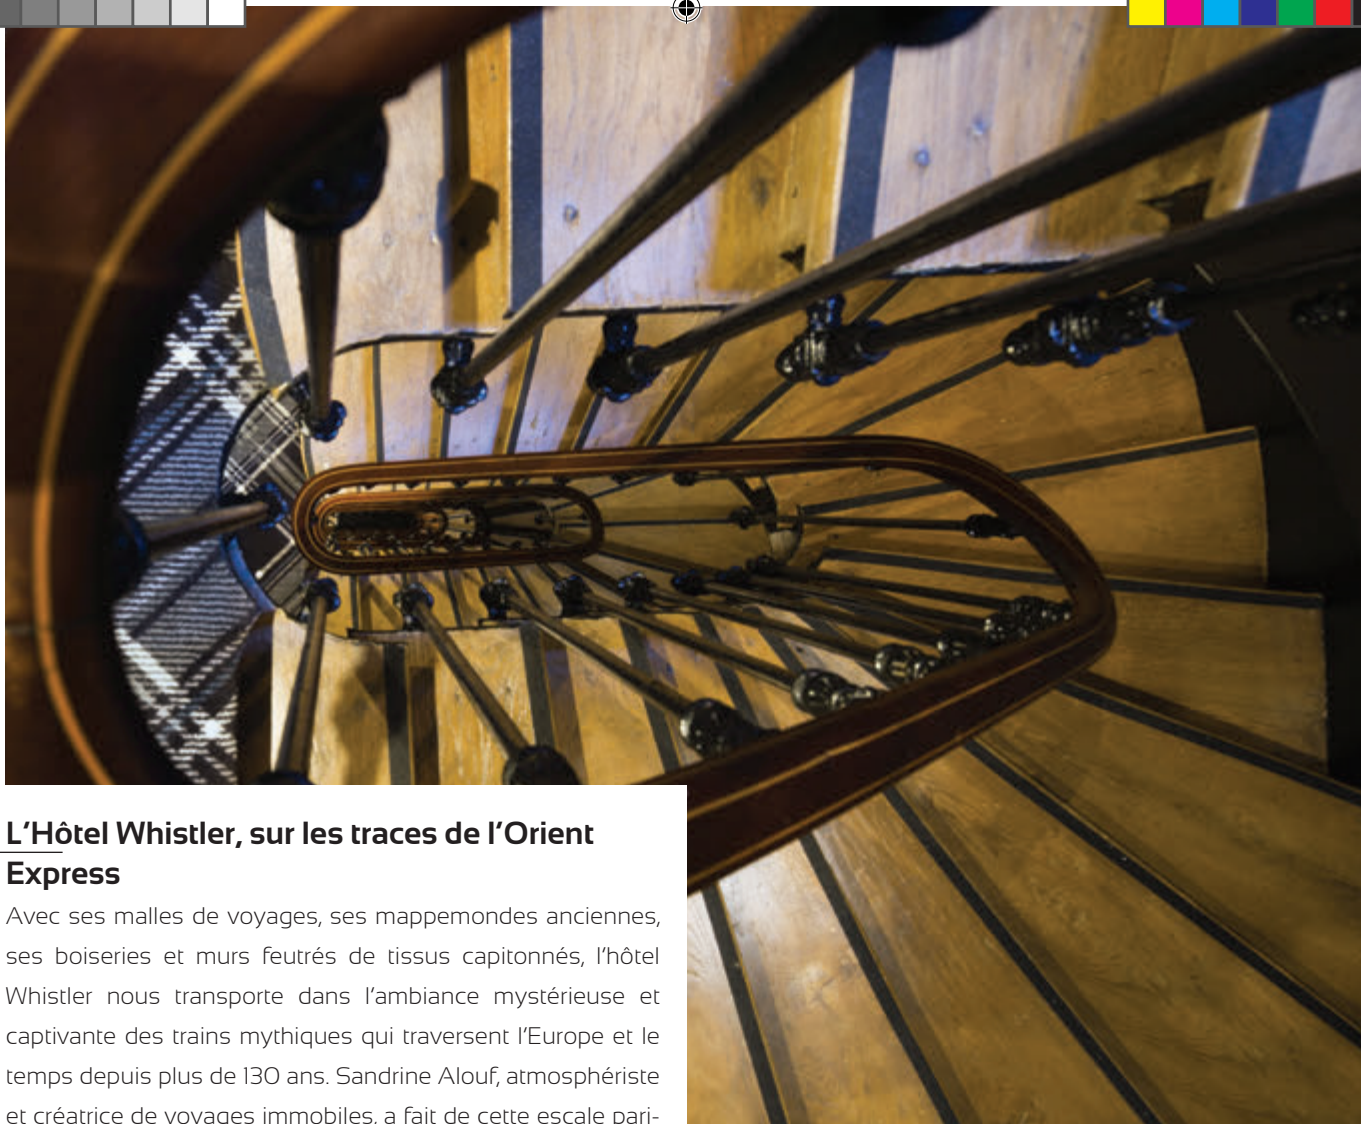 L’Hôtel Whistler, sur les traces de l’Orient
Express
Avec ses malles de voyages, ses mappemondes anciennes,
ses boiseries et murs feutrés de tissus capitonnés, l’hôtel
Whistler nous transporte dans l’ambiance mystérieuse et
captivante des trains mythiques qui traversent l’Europe et le
temps depuis plus de 130 ans. Sandrine Alouf, atmosphériste
et créatrice de voyages immobiles, a fait de cette escale pari-